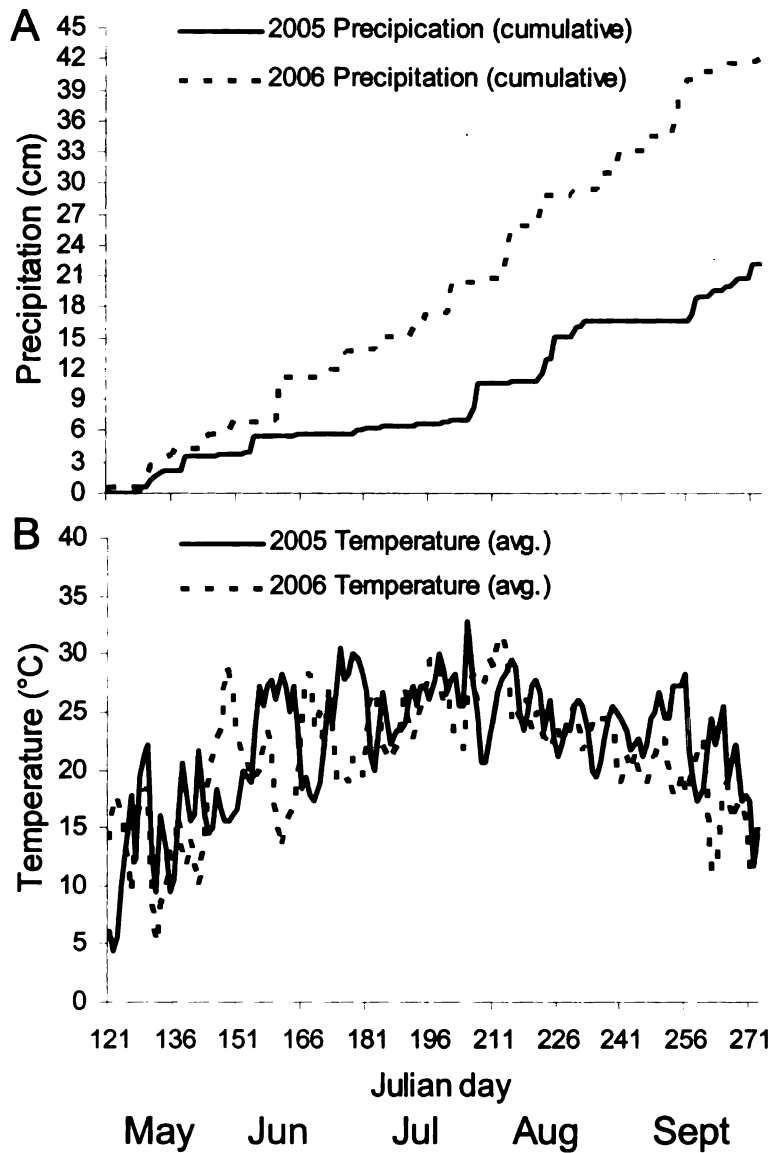 A
2005 Precipication (cumulative)
2006 Precipitation (cumulative)
Precipitation (cm)
45
42
39
36
33
30
27
24
21
18
15
12
9
6
3
0
B
2005 Temperature (avg.)
2006 Temperature (avg.)
Temperature (°C)
40
35
30
25
20
15
10
5
0
121 136 151 166 181 196 211 226 241 256 271
Julian day
May Jun Jul Aug Sept